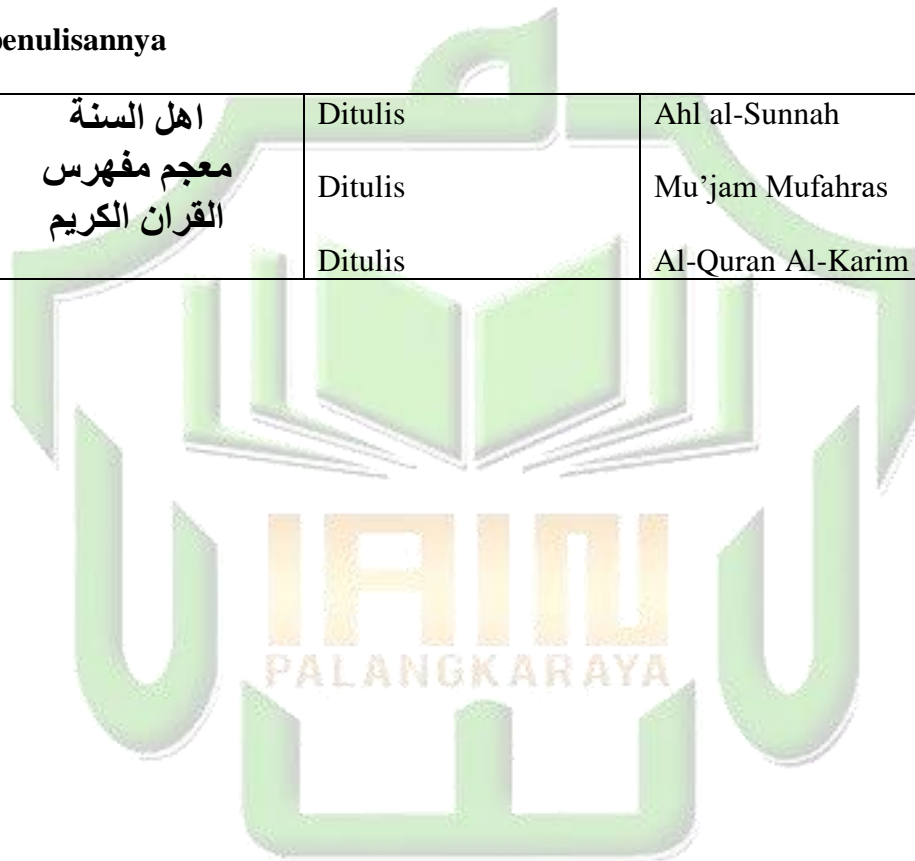 penulisannya
اهل السنة Ditulis Ahl al-Sunnah
معجم مفهرس Ditulis Mu’jam Mufahras
القران الكريم Ditulis Al-Quran Al-Karim
IAIN
PALANGKARAYA